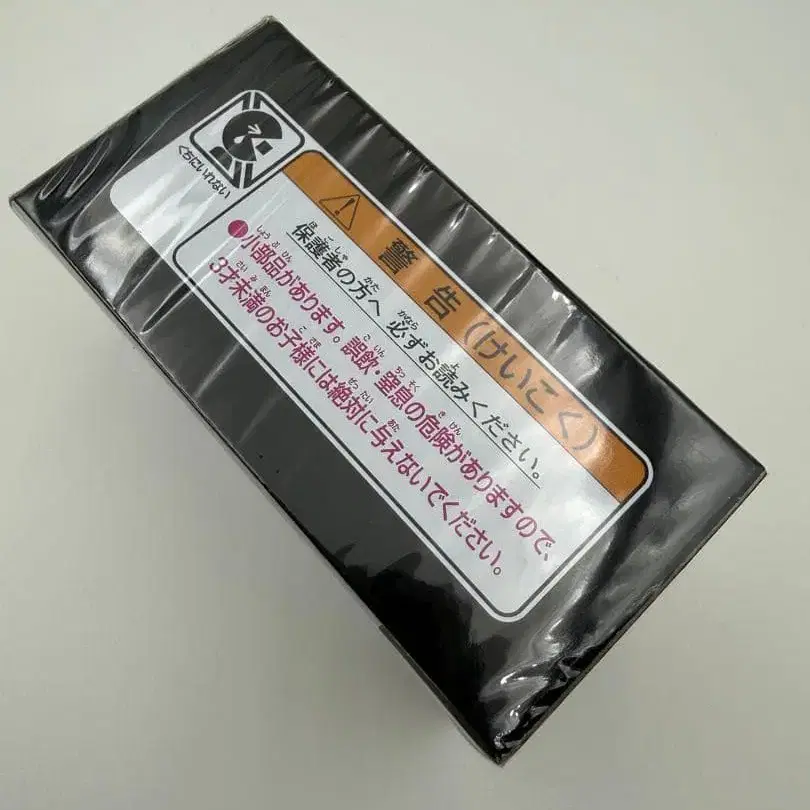 くちにいれない
警告(けいこく)
保護者の方へ 必ずお読みください。
●小部品があります。誤飲・窒息の危険がありますので、
3才未満のお子様には絶対に与えないでください。